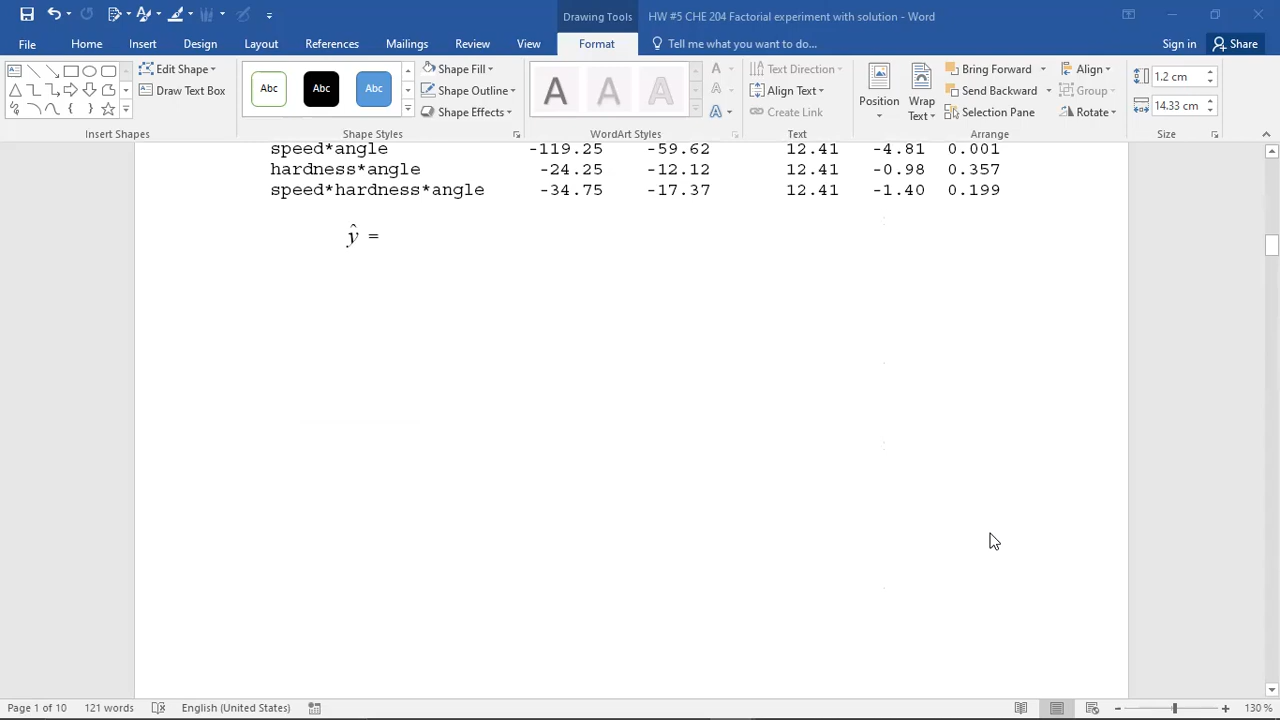 Drawing Tools
HW #5 CHE 204 Factorial experiment with solution - Word
File Home Insert Design Layout References Mailings Review View Format Tell me what you want to do... Sign in Share
Edit Shape
Draw Text Box
Insert Shapes
Abc Abc Abc
Shape Fill
Shape Outline
Shape Effects
Shape Styles
A A A
WordArt Styles
Text Direction
Align Text
Create Link
Text
Position
Wrap Text
Bring Forward
Send Backward
Selection Pane
Align
Group
Rotate
Arrange
1.2 cm
14.33 cm
Size
speed*angle -119.25 -59.62 12.41 -4.81 0.001
hardness*angle -24.25 -12.12 12.41 -0.98 0.357
speed*hardness*angle -34.75 -17.37 12.41 -1.40 0.199
ŷ =
Page 1 of 10 121 words English (United States) 130 %